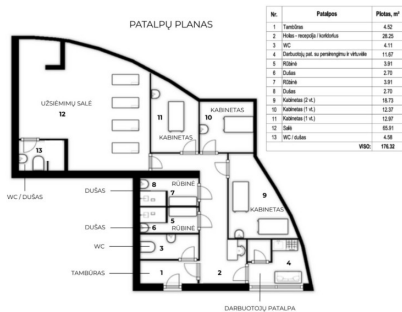 PATALPŲ PLANAS
Nr. Patalpos Plotas, m²
1 Tambūras 4.52
2 Holas - recepcija / koridorius 28.25
3 WC 4.11
4 Darbuotojų pat. su persirengimu ir virtuvėle 11.87
5 Rūbinė 3.91
6 Dušas 2.70
7 Rūbinė 3.91
8 Dušas 2.70
9 Kabinetas (2 vt.) 18.73
10 Kabinetas (1 vt.) 12.37
11 Kabinetas (1 vt.) 12.97
12 Salė 65.91
13 WC / dušas 4.58
VISO: 176.32
UŽSIĖMIMŲ SALĖ
12
11
KABINETAS
KABINETAS
10
13
WC / DUŠAS
DUŠAS
8
RŪBINĖ
7
9
KABINETAS
DUŠAS
5
6
RŪBINĖ
WC
3
4
TAMBŪRAS
1
2
DARBUOTOJŲ PATALPA